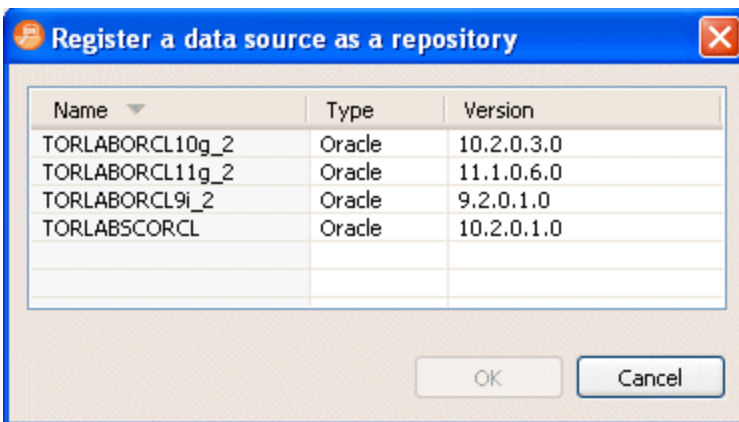 Register a data source as a repository
Name Type Version
TORLABORCL10g_2 Oracle 10.2.0.3.0
TORLABORCL11g_2 Oracle 11.1.0.6.0
TORLABORCL9i_2 Oracle 9.2.0.1.0
TORLABSCORCL Oracle 10.2.0.1.0
OK Cancel